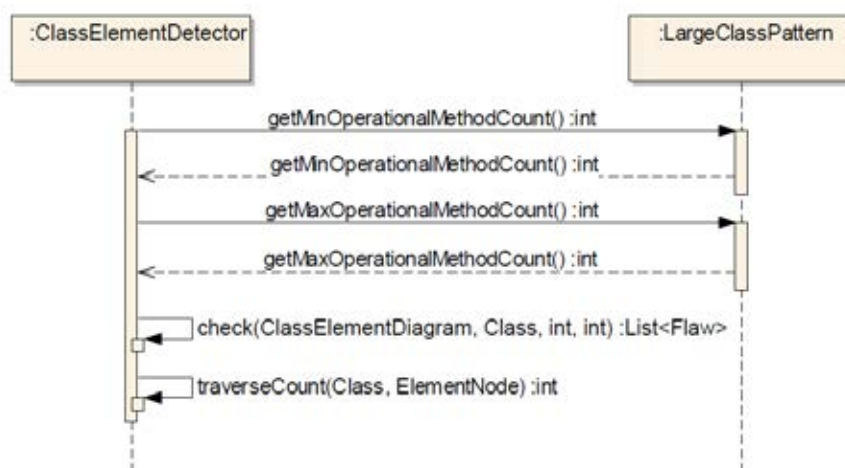 :ClassElementDetector
:LargeClassPattern
getMinOperationalMethodCount() :int
getMinOperationalMethodCount() :int
getMaxOperationalMethodCount() :int
getMaxOperationalMethodCount() :int
check(ClassElementDiagram, Class, int, int) :List<Flaw>
traverseCount(Class, ElementNode) :int